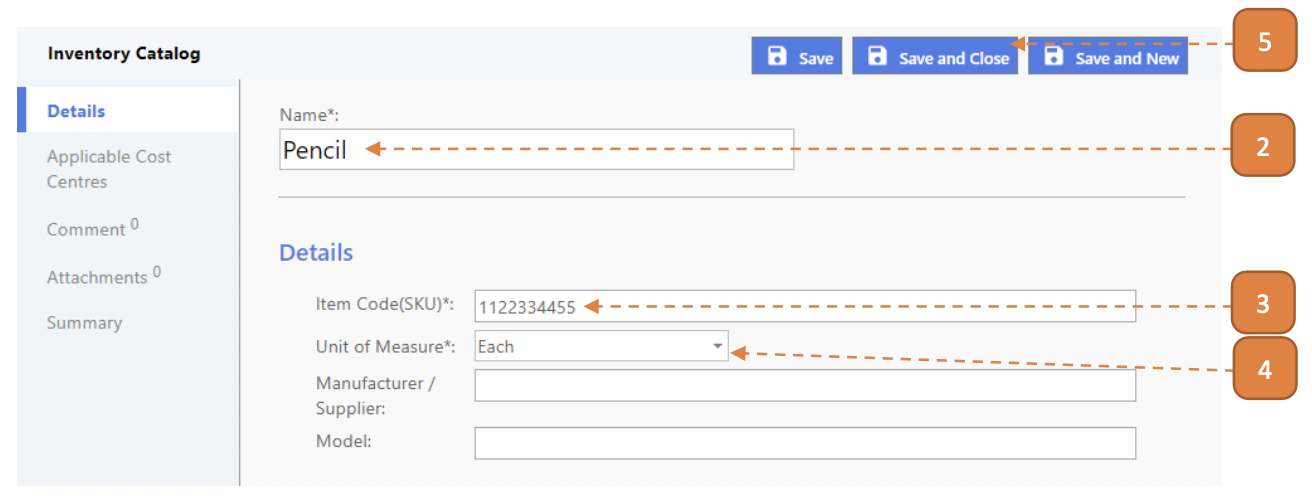 Inventory Catalog
Save
Save and Close
Save and New
5
Details
Applicable Cost
Centres
Comment 0
Attachments 0
Summary
Name*:
Pencil
2
Details
Item Code(SKU)*:
1122334455
3
Unit of Measure*:
Each
4
Manufacturer /
Supplier:
Model: